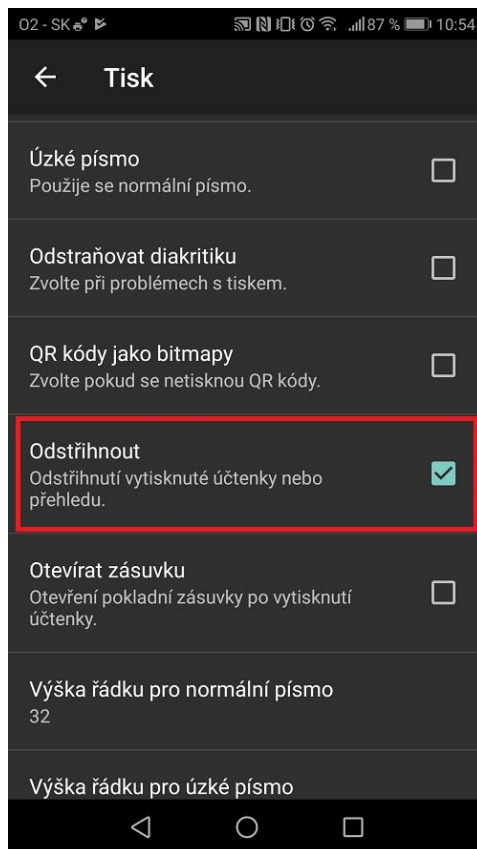 O2 - SK 87 % 10:54
Tisk
Úzké písmo
Použije se normální písmo.
Odstraňovat diakritiku
Zvolte při problémech s tiskem.
QR kódy jako bitmapy
Zvolte pokud se netisknou QR kódy.
Odstřihnout
Odstřihnutí vytisknuté účtenky nebo
přehledu.
Otevírat zásuvku
Otevření pokladní zásuvky po vytisknutí
účtenky.
Výška řádku pro normální písmo
32
Výška řádku pro úzké písmo